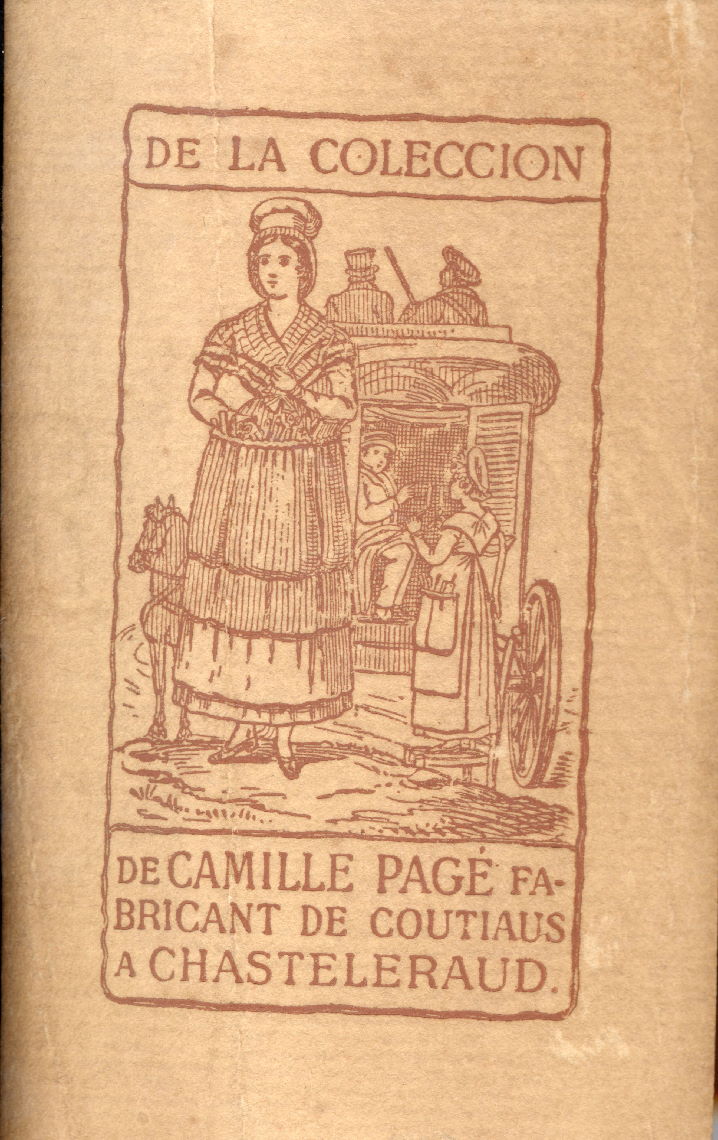 DE LA COLECCION
DE CAMILLE PAGÉ FA-
BRICANT DE COUTIAUS
A CHASTELERAUD.